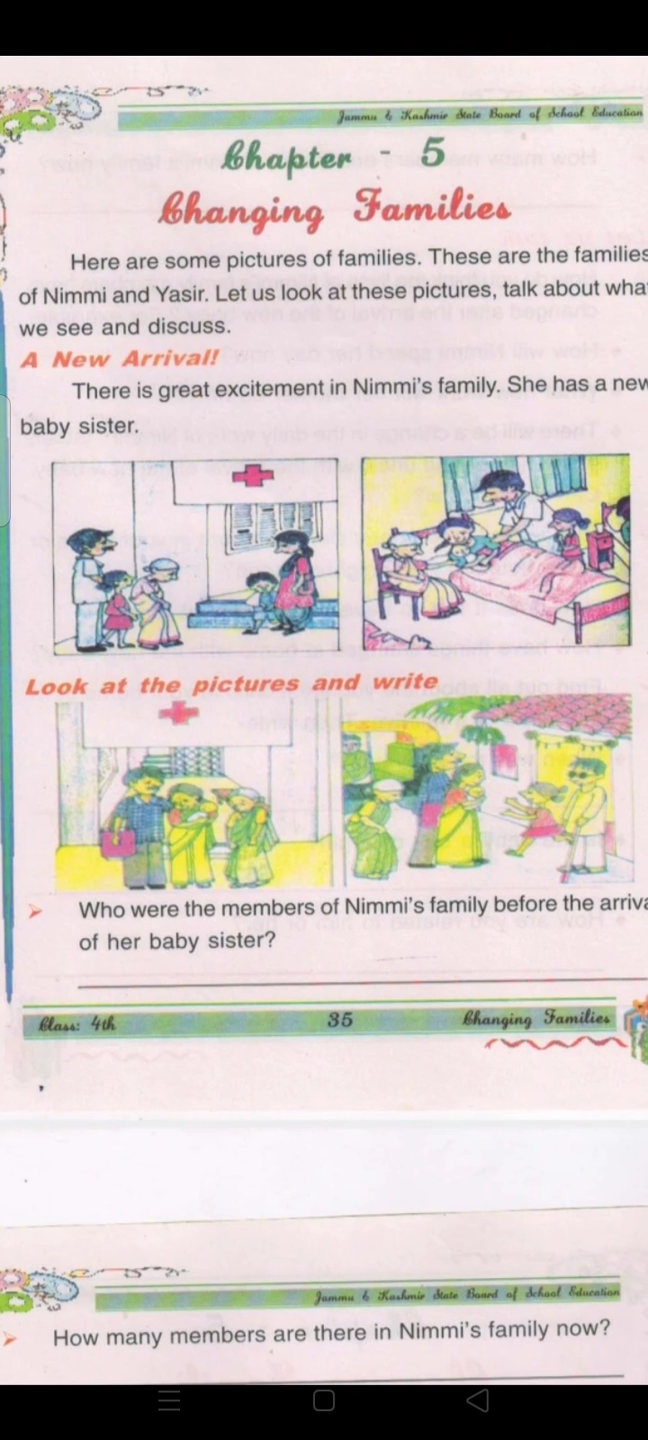 Jammu & Kashmir State Board of School Education
Chapter - 5
Changing Families
Here are some pictures of families. These are the families
of Nimmi and Yasir. Let us look at these pictures, talk about
we see and discuss.
A New Arrival!
There is great excitement in Nimmi's family. She has a
baby sister.
Look at the pictures and write
Who were the members of Nimmi's family before the
of her baby sister?
Class: 4th 35 Changing Families
Jammu & Kashmir State Board of School Education
How many members are there in Nimmi's family now?